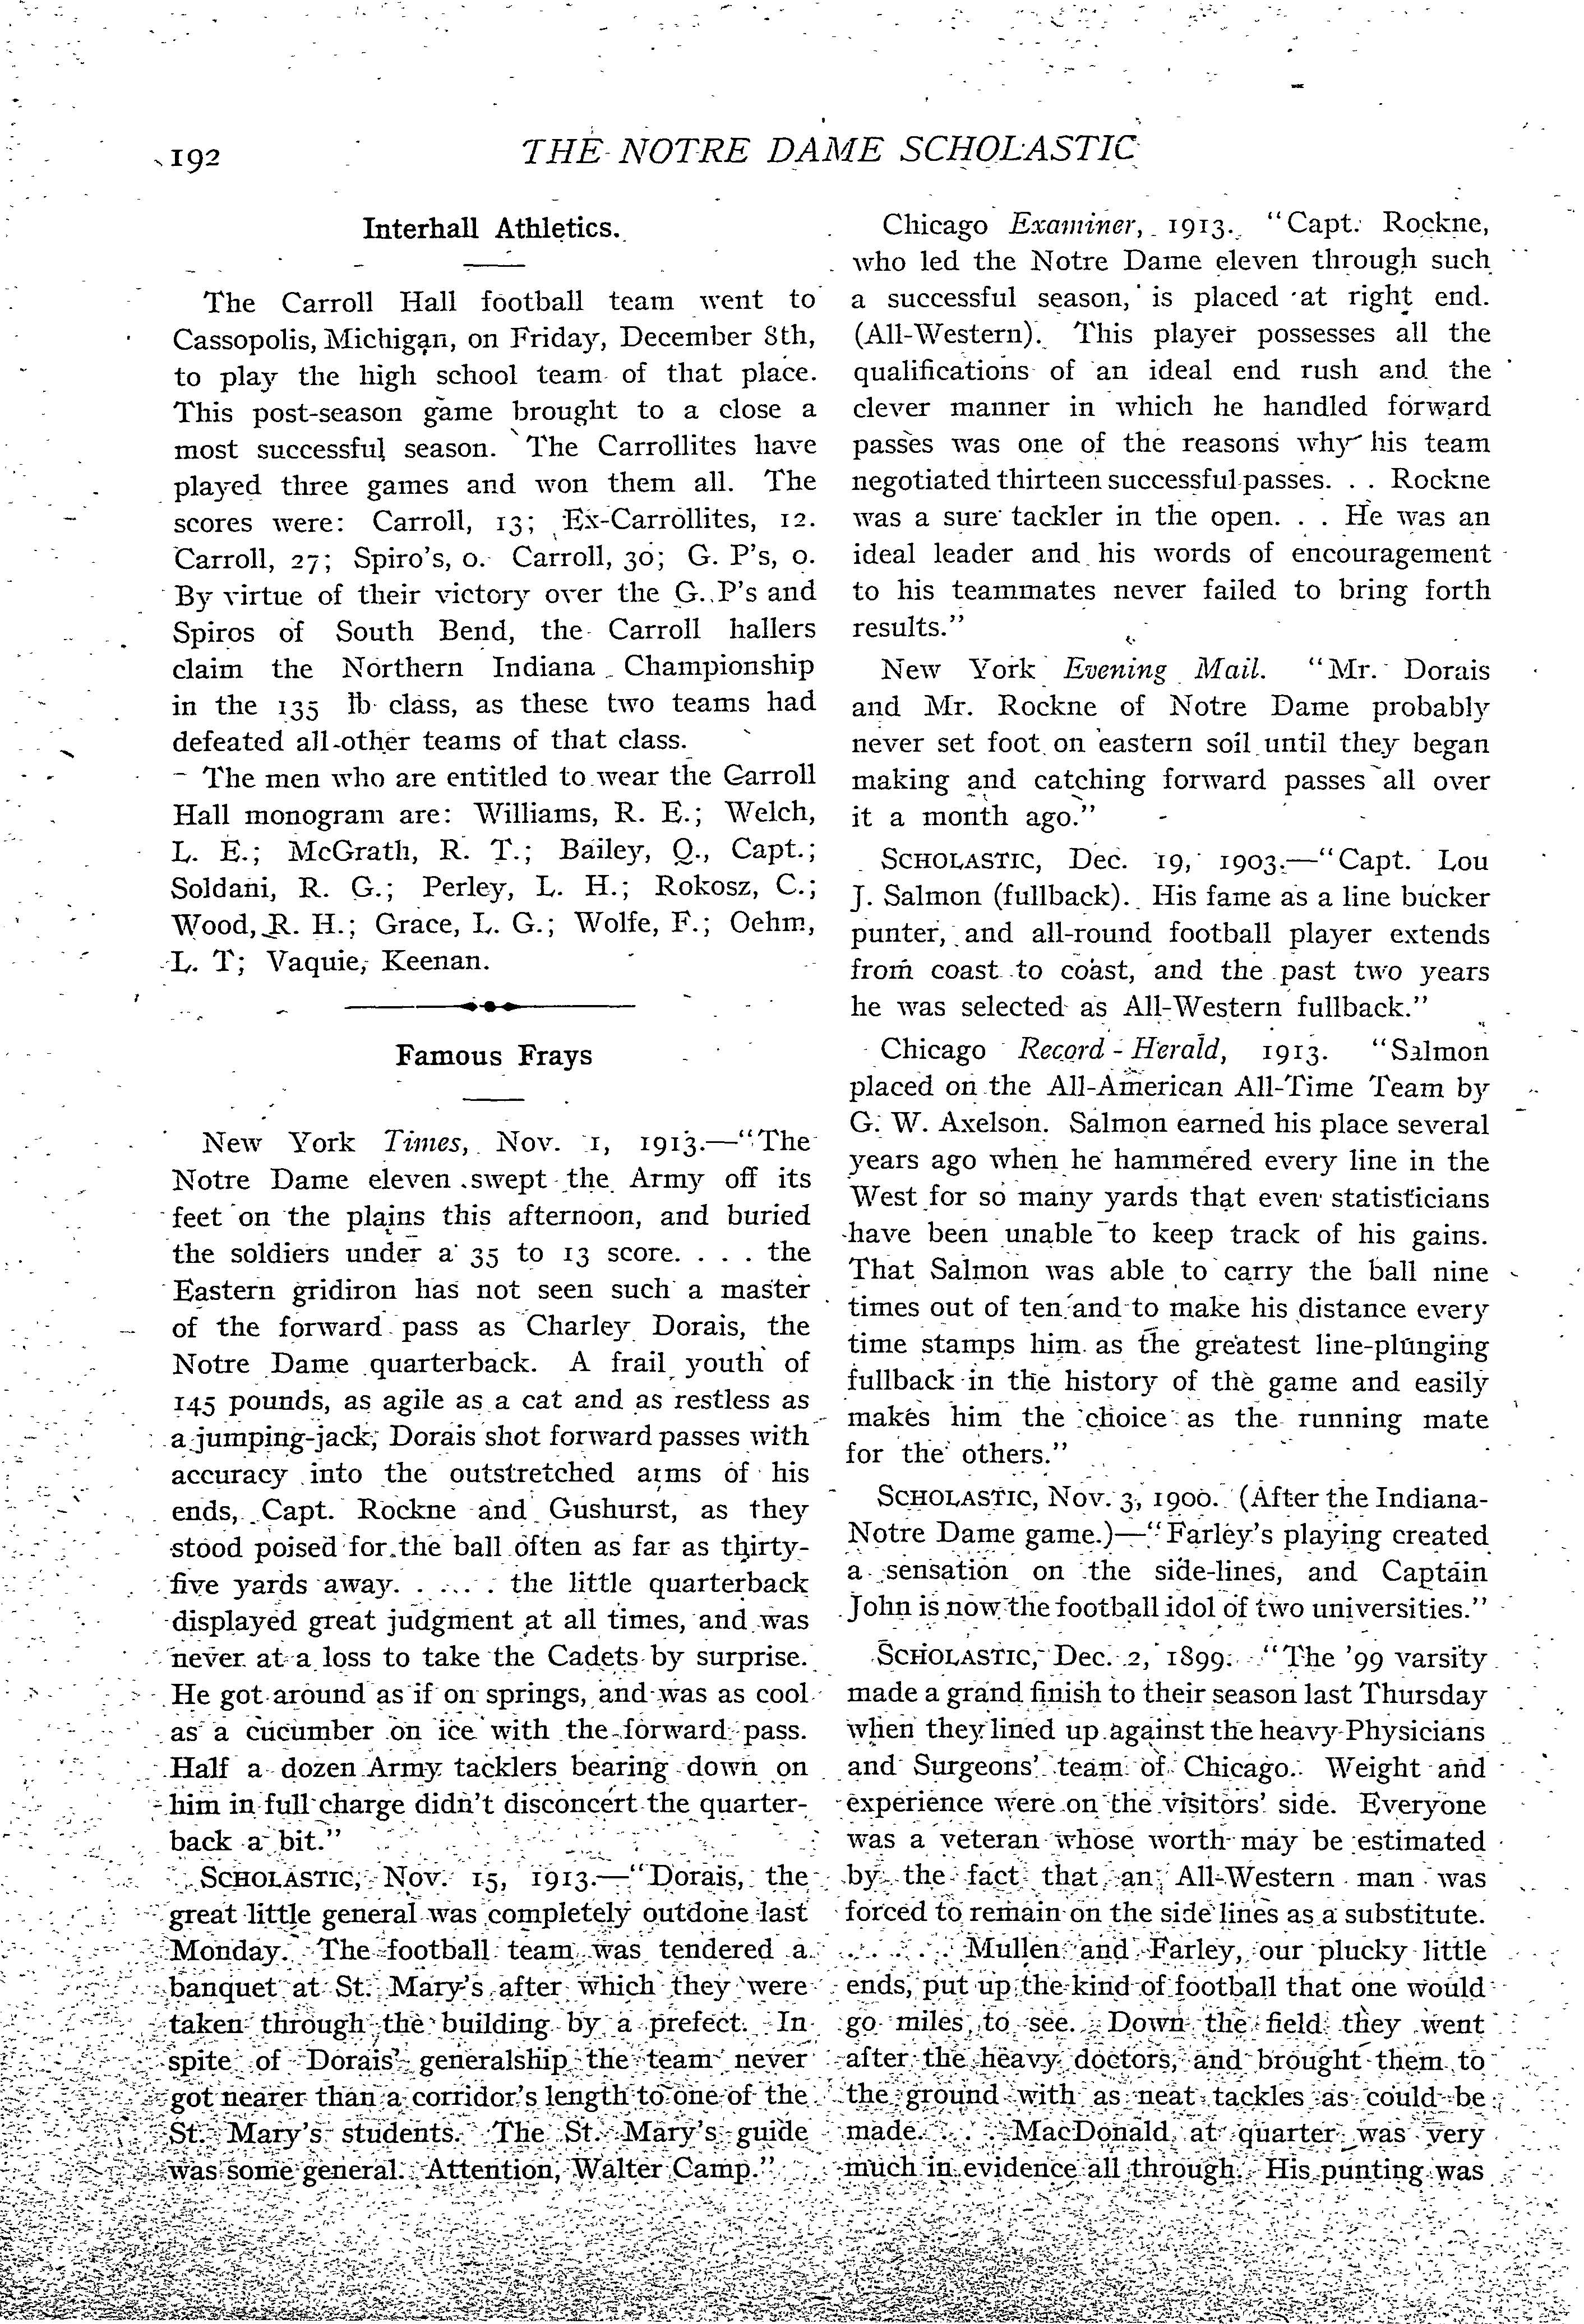 192
THE NOTRE DAME SCHOLASTIC
Interhall Athletics.
The Carroll Hall football team went to
Cassopolis, Michigan, on Friday, December 8th,
to play the high school team of that place.
This post-season game brought to a close a
most successful season. The Carrollites have
played three games and won them all. The
scores were: Carroll, 13; Ex-Carrollites, 12.
Carroll, 27; Spiro's, 0. Carroll, 30; G. P's, 0.
By virtue of their victory over the G. P's and
Spiros of South Bend, the Carroll hallers
claim the Northern Indiana Championship
in the 135 lb class, as these two teams had
defeated all other teams of that class.
The men who are entitled to wear the Carroll
Hall monogram are: Williams, R. E.; Welch,
L. E.; McGrath, R. T.; Bailey, Q., Capt.;
Soldani, R. G.; Perley, L. H.; Rokosz, C.;
Wood, R. H.; Grace, L. G.; Wolfe, F.; Oehm,
L. T; Vaquie, Keenan.
Famous Frays
New York Times, Nov. 1, 1913.—"The
Notre Dame eleven swept the Army off its
feet on the plains this afternoon, and buried
the soldiers under a 35 to 13 score. . . . the
Eastern gridiron has not seen such a master
of the forward pass as Charley Dorais, the
Notre Dame quarterback. A frail youth of
145 pounds, as agile as a cat and as restless as
a jumping-jack, Dorais shot forward passes with
accuracy into the outstretched arms of his
ends, Capt. Rockne and Gushurst, as they
stood poised for the ball often as far as thirty-
five yards away. . . . . . the little quarterback
displayed great judgment at all times, and was
never at a loss to take the Cadets by surprise.
He got around as if on springs, and was as cool
as a cucumber on ice with the forward pass.
Half a dozen Army tacklers bearing down on
him in full charge didn't disconcert the quarter-
back a bit."
SCHOLASTIC, Nov. 15, 1913.—"Dorais, the
great little general was completely outdone last
Monday. The football team was tendered a
banquet at St. Mary's after which they were
taken through the building by a prefect. In
spite of Dorais' generalship the team never
got nearer than a corridor's length to one of the
St. Mary's students. The St. Mary's guide
was some general. Attention, Walter Camp."
Chicago Examiner, 1913. "Capt. Rockne,
who led the Notre Dame eleven through such
a successful season, is placed at right end.
(All-Western). This player possesses all the
qualifications of an ideal end rush and the
clever manner in which he handled forward
passes was one of the reasons why his team
negotiated thirteen successful passes. . . Rockne
was a sure tackler in the open. . . He was an
ideal leader and his words of encouragement
to his teammates never failed to bring forth
results."
New York Evening Mail. "Mr. Dorais
and Mr. Rockne of Notre Dame probably
never set foot on eastern soil until they began
making and catching forward passes all over
it a month ago."
SCHOLASTIC, Dec. 19, 1903.—"Capt. Lou
J. Salmon (fullback). His fame as a line bucker
punter, and all-round football player extends
from coast to coast, and the past two years
he was selected as All-Western fullback."
Chicago Record-Herald, 1913. "Salmon
placed on the All-American All-Time Team by
G. W. Axelson. Salmon earned his place several
years ago when he hammered every line in the
West for so many yards that even statisticians
have been unable to keep track of his gains.
That Salmon was able to carry the ball nine
times out of ten and to make his distance every
time stamps him as the greatest line-plunging
fullback in the history of the game and easily
makes him the choice as the running mate
for the others."
SCHOLASTIC, Nov. 3, 1900. (After the Indiana-
Notre Dame game.)—"Farley's playing created
a sensation on the side-lines, and Captain
John is now the football idol of two universities."
SCHOLASTIC, Dec. 2, 1899. "The '99 varsity
made a grand finish to their season last Thursday
when they lined up against the heavy Physicians
and Surgeons' team of Chicago. Weight and
experience were on the visitors' side. Everyone
was a veteran whose worth may be estimated
by the fact that an All-Western man was
forced to remain on the side lines as a substitute.
. . . . . Mullen and Farley, our plucky little
ends, put up the kind of football that one would
go miles to see. Down the field they went
after the heavy doctors, and brought them to
the ground with as neat tackles as could be
made. . . . MacDonald at quarter was very
much in evidence all through. His punting was